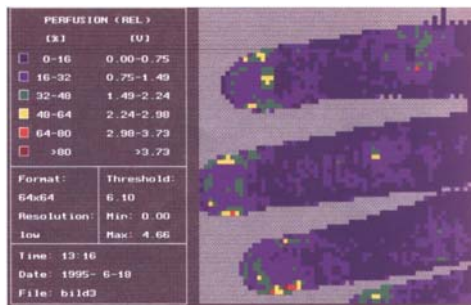 PERFUSION (REL)
[%] [V]
0-16 0.00-0.75
16-32 0.75-1.49
32-48 1.49-2.24
48-64 2.24-2.98
64-80 2.98-3.73
>80 >3.73
Format: Threshold:
64x64 6.10
Resolution: Min: 0.00
low Max: 4.66
Time: 13:16
Date: 1995- 6-18
File: bild3